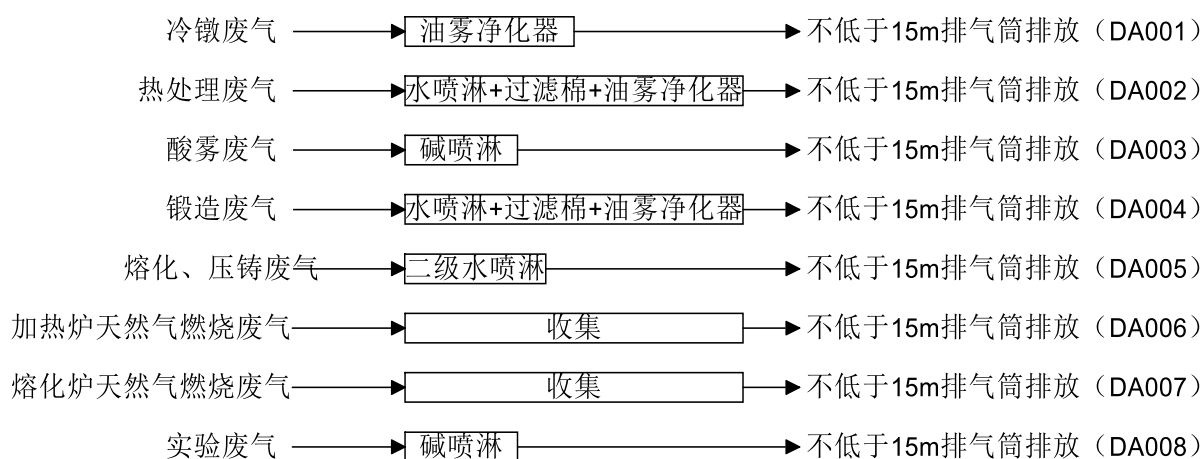 冷镦废气 油雾净化器 不低于15m排气筒排放（DA001）
热处理废气 水喷淋+过滤棉+油雾净化器 不低于15m排气筒排放（DA002）
酸雾废气 碱喷淋 不低于15m排气筒排放（DA003）
锻造废气 水喷淋+过滤棉+油雾净化器 不低于15m排气筒排放（DA004）
熔化、压铸废气 二级水喷淋 不低于15m排气筒排放（DA005）
加热炉天然气燃烧废气 收集 不低于15m排气筒排放（DA006）
熔化炉天然气燃烧废气 收集 不低于15m排气筒排放（DA007）
实验废气 碱喷淋 不低于15m排气筒排放（DA008）